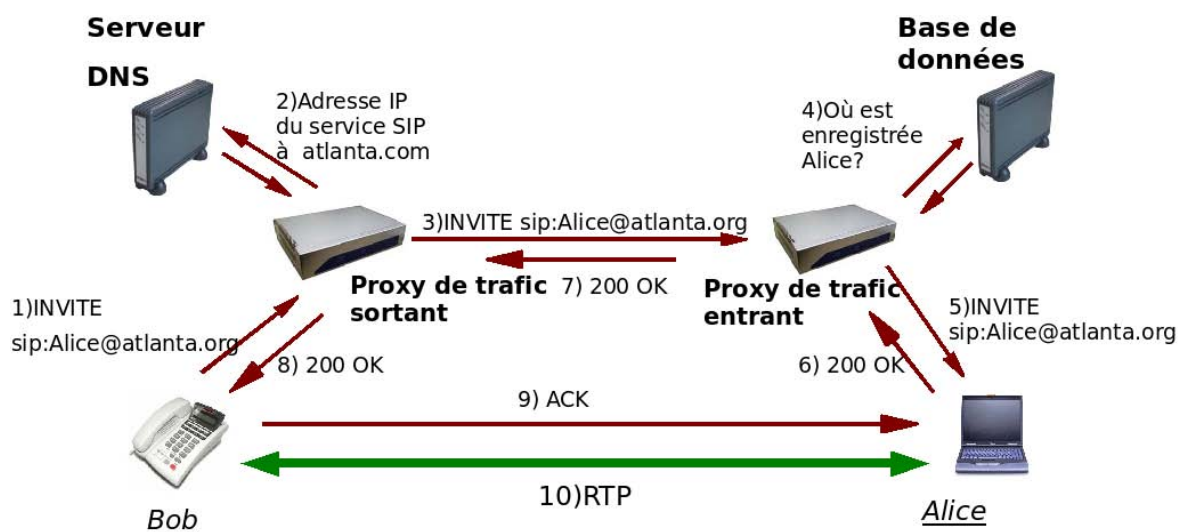 Serveur
DNS
Base de
données
2)Adresse IP
du service SIP
à atlanta.com
4)Où est
enregistrée
Alice?
3)INVITE sip:Alice@atlanta.org
7) 200 OK
Proxy de trafic
sortant
Proxy de trafic
entrant
1)INVITE
sip:Alice@atlanta.org
5)INVITE
sip:Alice@atlanta.org
8) 200 OK
6) 200 OK
9) ACK
10)RTP
Bob
Alice